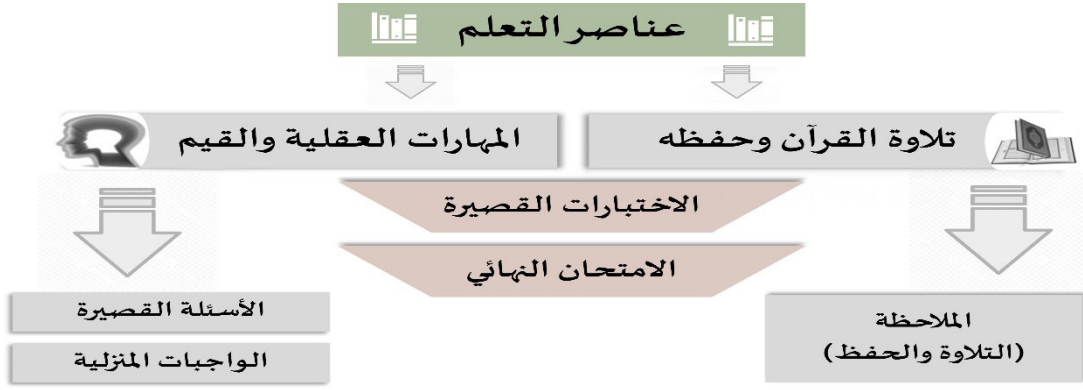 عناصر التعلم
تلاوة القرآن وحفظه
المهارات العقلية والقيم
الاختبارات القصيرة
الامتحان النهائي
الملاحظة
(التلاوة والحفظ)
الأسئلة القصيرة
الواجبات المنزلية